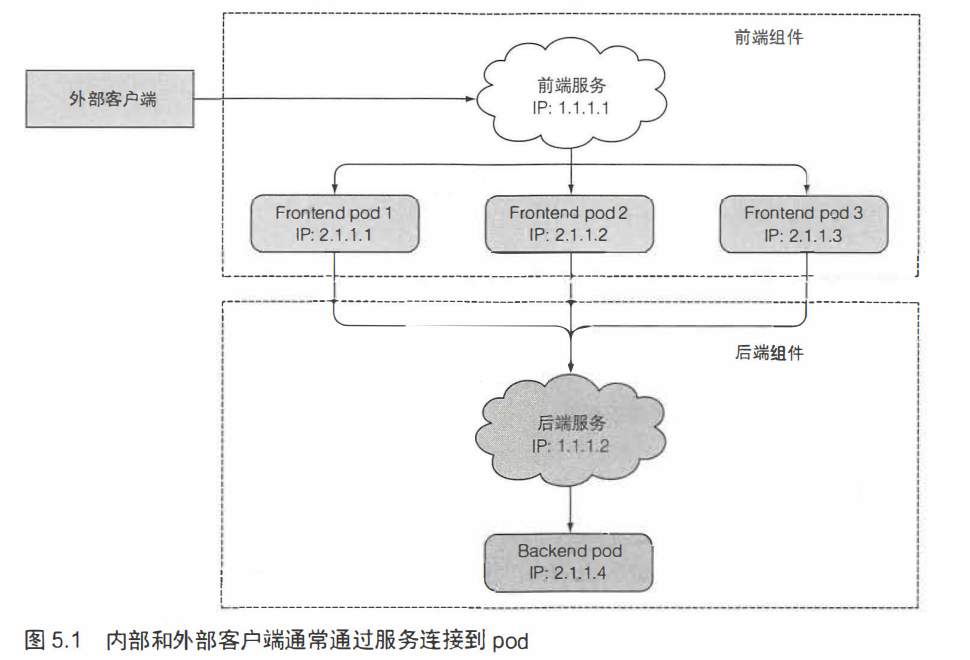 前端组件
外部客户端
前端服务
IP: 1.1.1.1
Frontend pod 1
IP: 2.1.1.1
Frontend pod 2
IP: 2.1.1.2
Frontend pod 3
IP: 2.1.1.3
后端组件
后端服务
IP: 1.1.1.2
Backend pod
IP: 2.1.1.4
图 5.1 内部和外部客户端通常通过服务连接到 pod